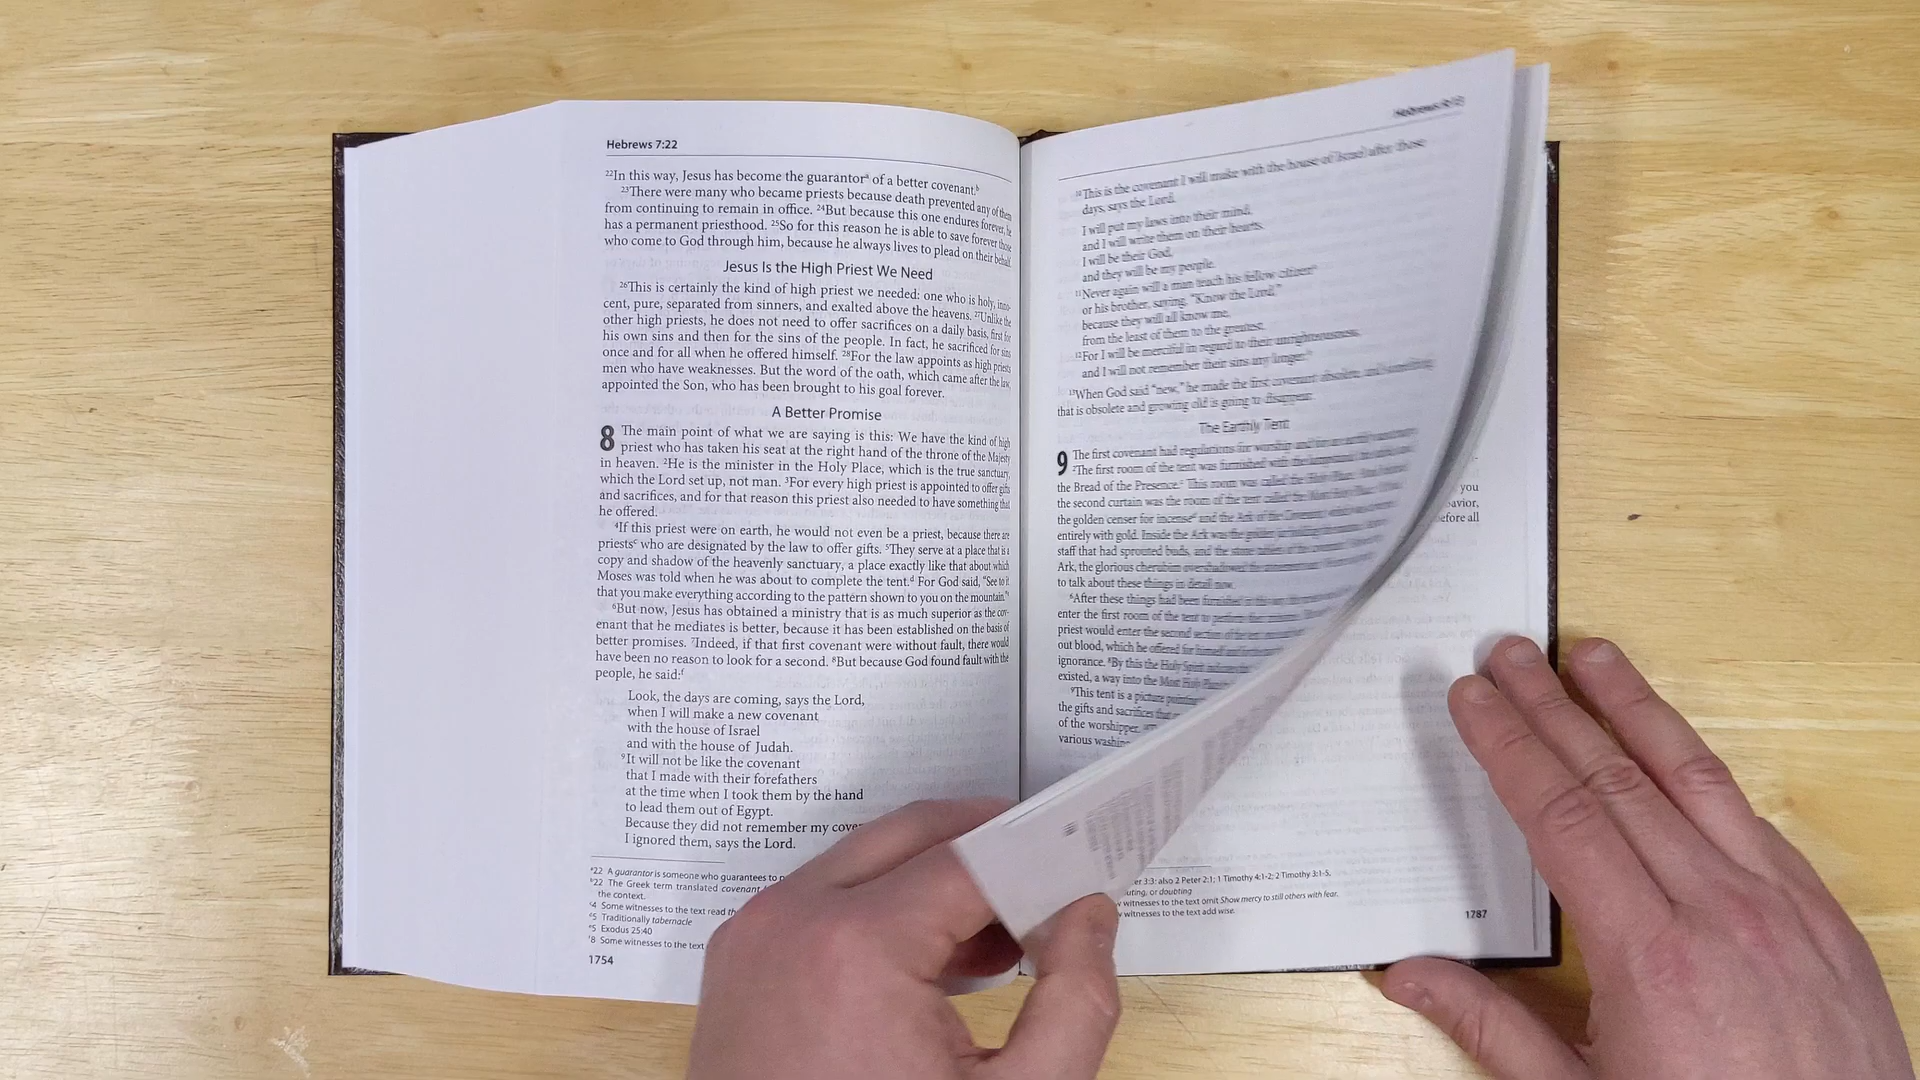 Hebrews 7:22
²²In this way, Jesus has become the guarantorᵃ of a better covenant.ᵇ
²³There were many who became priests because death prevented any of them
from continuing to remain in office. ²⁴But because this one endures forever, he
has a permanent priesthood. ²⁵So for this reason he is able to save forever those
who come to God through him, because he always lives to plead on their behalf.
Jesus Is the High Priest We Need
²⁶This is certainly the kind of high priest we needed: one who is holy, inno-
cent, pure, separated from sinners, and exalted above the heavens. ²⁷Unlike the
other high priests, he does not need to offer sacrifices on a daily basis, first for
his own sins and then for the sins of the people. In fact, he sacrificed for sins
once and for all when he offered himself. ²⁸For the law appoints as high priests
men who have weaknesses. But the word of the oath, which came after the law,
appointed the Son, who has been brought to his goal forever.
A Better Promise
8 The main point of what we are saying is this: We have the kind of high
priest who has taken his seat at the right hand of the throne of the Majesty
in heaven. ²He is the minister in the Holy Place, which is the true sanctuary,
which the Lord set up, not man. ³For every high priest is appointed to offer gifts
and sacrifices, and for that reason this priest also needed to have something that
he offered.
⁴If this priest were on earth, he would not even be a priest, because there are
priestsᶜ who are designated by the law to offer gifts. ⁵They serve at a place that is a
copy and shadow of the heavenly sanctuary, a place exactly like that about which
Moses was told when he was about to complete the tent.ᵈ For God said, “See to it
that you make everything according to the pattern shown to you on the mountain.”ᵉ
⁶But now, Jesus has obtained a ministry that is as much superior as the cov-
enant that he mediates is better, because it has been established on the basis of
better promises. ⁷Indeed, if that first covenant were without fault, there would
have been no reason to look for a second. ⁸But because God found fault with the
people, he said:ᶠ
Look, the days are coming, says the Lord,
when I will make a new covenant
with the house of Israel
and with the house of Judah.
⁹It will not be like the covenant
that I made with their forefathers
at the time when I took them by the hand
to lead them out of Egypt.
Because they did not remember my
I ignored them, says the Lord.
ᵃ22 A guarantor is someone who guarantees to
ᵇ22 The Greek term translated covenant
the context.
ᶜ4 Some witnesses to the text read
ᵈ5 Traditionally tabernacle
ᵉ5 Exodus 25:40
ᶠ8 Some witnesses to the text
1754
Hebrews
¹⁰This is the covenant I will make with the house of Israel after those
days, says the Lord.
I will put my laws into their mind,
and I will write them on their hearts.
I will be their God,
and they will be my people.
¹¹Never again will a man teach his fellow citizen
or his brother, saying, “Know the Lord,”
because they will all know me,
from the least of them to the greatest.
¹²For I will be merciful in regard to their unrighteousness,
and I will not remember their sins any longer.
¹³When God said “new,” he made the first covenant obsolete, and something
that is obsolete and growing old is going to disappear.
The Earthly Tent
9 The first covenant had regulations for worship and
²The first room of the tent was furnished with
the Bread of the Presence. This room was called the Holy Place.
the second curtain was the room of the tent called the Most Holy Place.
the golden censer for incense and the Ark of the Covenant,
entirely with gold. Inside the Ark was the golden
staff that had sprouted buds, and the stone tablets of the
Ark, the glorious cherubim overshadowed the
to talk about these things in detail now.
⁶After these things had been furnished in this way,
enter the first room of the tent to perform their
priest would enter the second section of the tent
out blood, which he offered for himself and
ignorance. ⁸By this the Holy Spirit
existed, a way into the Most Holy
⁹This tent is a picture
the gifts and sacrifices that
of the worshipper.
various
you
efore all
er 3:3: also 2 Peter 2:1; 1 Timothy 4:1-2; 2 Timothy 3:1-5.
uting, or doubting
witnesses to the text omit Show mercy to still others with fear.
witnesses to the text add wise.
1787